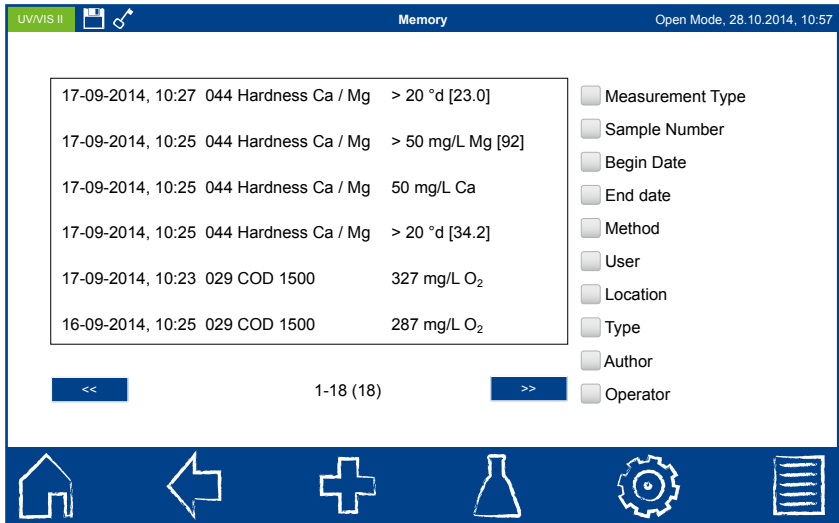 UV/VIS II Memory Open Mode, 28.10.2014, 10:57
17-09-2014, 10:27 044 Hardness Ca / Mg > 20 °d [23.0]
17-09-2014, 10:25 044 Hardness Ca / Mg > 50 mg/L Mg [92]
17-09-2014, 10:25 044 Hardness Ca / Mg 50 mg/L Ca
17-09-2014, 10:25 044 Hardness Ca / Mg > 20 °d [34.2]
17-09-2014, 10:23 029 COD 1500 327 mg/L O₂
16-09-2014, 10:25 029 COD 1500 287 mg/L O₂
<< 1-18 (18) >>
Measurement Type
Sample Number
Begin Date
End date
Method
User
Location
Type
Author
Operator